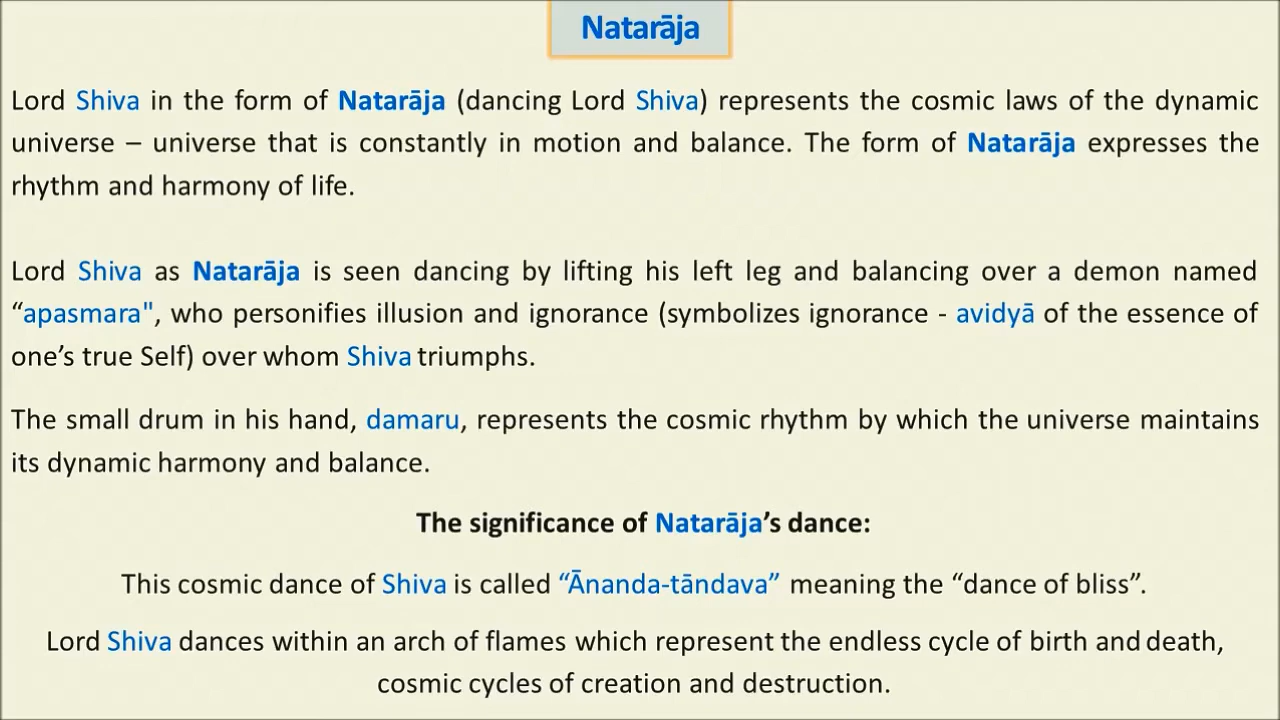 Natarāja
Lord Shiva in the form of Natarāja (dancing Lord Shiva) represents the cosmic laws of the dynamic
universe – universe that is constantly in motion and balance. The form of Natarāja expresses the
rhythm and harmony of life.
Lord Shiva as Natarāja is seen dancing by lifting his left leg and balancing over a demon named
“apasmara", who personifies illusion and ignorance (symbolizes ignorance - avidyā of the essence of
one’s true Self) over whom Shiva triumphs.
The small drum in his hand, damaru, represents the cosmic rhythm by which the universe maintains
its dynamic harmony and balance.
The significance of Natarāja’s dance:
This cosmic dance of Shiva is called “Ānanda-tāndava” meaning the “dance of bliss”.
Lord Shiva dances within an arch of flames which represent the endless cycle of birth and death,
cosmic cycles of creation and destruction.